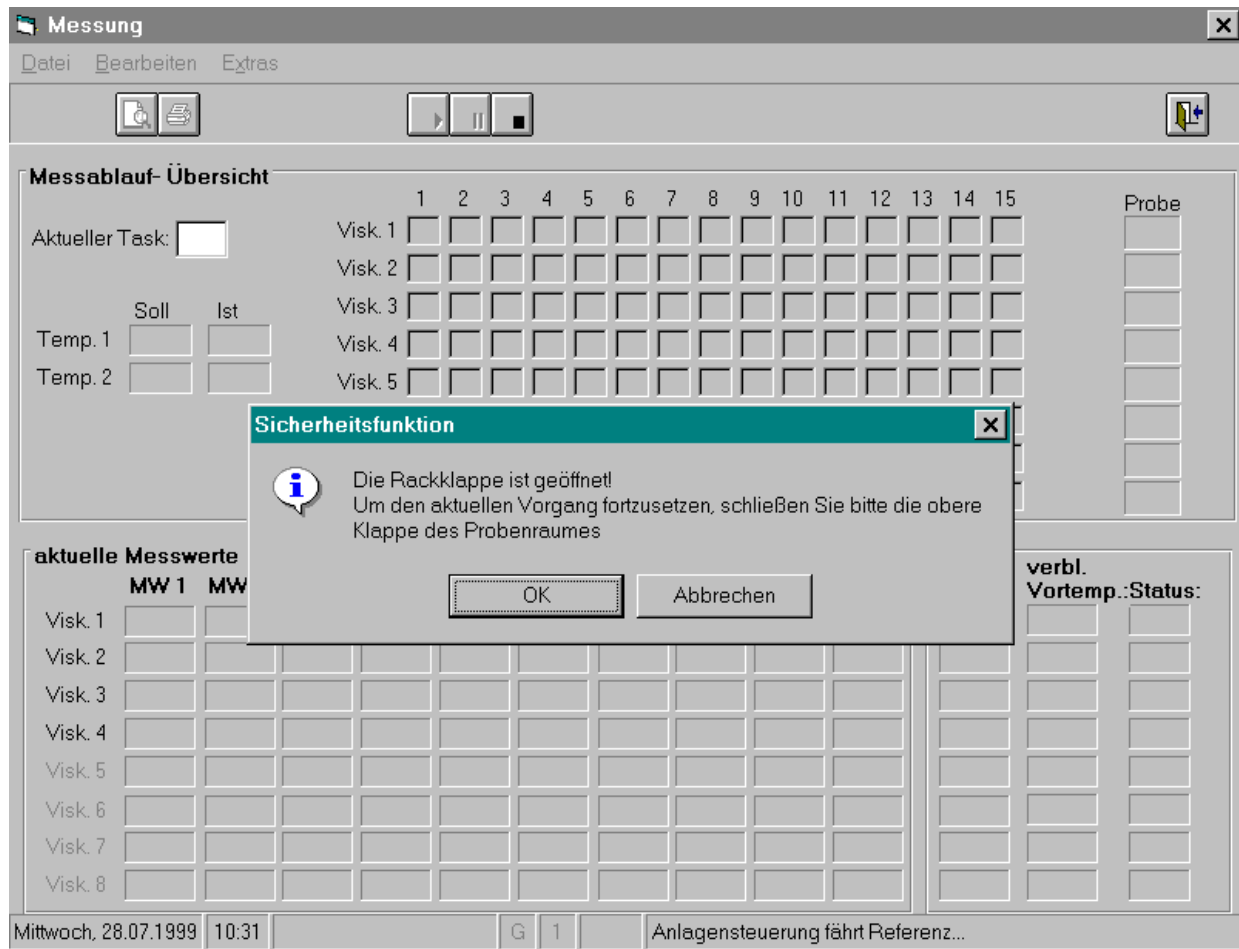 Messung
Datei Bearbeiten Extras
Messablauf- Übersicht
1 2 3 4 5 6 7 8 9 10 11 12 13 14 15 Probe
Aktueller Task: Visk. 1
Visk. 2
Soll Ist Visk. 3
Temp. 1 Visk. 4
Temp. 2 Visk. 5
Sicherheitsfunktion
Die Rackklappe ist geöffnet!
Um den aktuellen Vorgang fortzusetzen, schließen Sie bitte die obere
Klappe des Probenraumes
OK Abbrechen
aktuelle Messwerte
MW 1 MW
verbl.
Vortemp.: Status:
Visk. 1
Visk. 2
Visk. 3
Visk. 4
Visk. 5
Visk. 6
Visk. 7
Visk. 8
Mittwoch, 28.07.1999 10:31 G 1 Anlagensteuerung fährt Referenz...